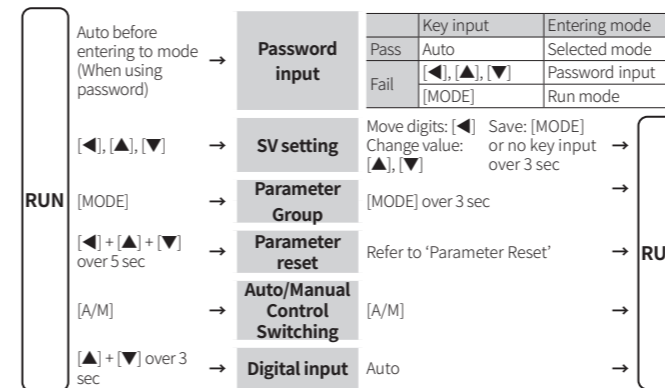 Key input Entering mode
Auto before
entering to mode → Password Pass Auto Selected mode
(When using input Fail [◀], [▲], [▼] Password input
password) [MODE] Run mode
Move digits: [◀] Save: [MODE]
[◀], [▲], [▼] → SV setting Change value: or no key input →
[▲], [▼] over 3 sec
RUN [MODE] → Parameter [MODE] over 3 sec →
Group
[◀] + [▲] + [▼] → Parameter Refer to ‘Parameter Reset’ → RU
over 5 sec reset
Auto/Manual
[A/M] → Control [A/M] →
Switching
[▲] + [▼] over 3 → Digital input Auto →
sec